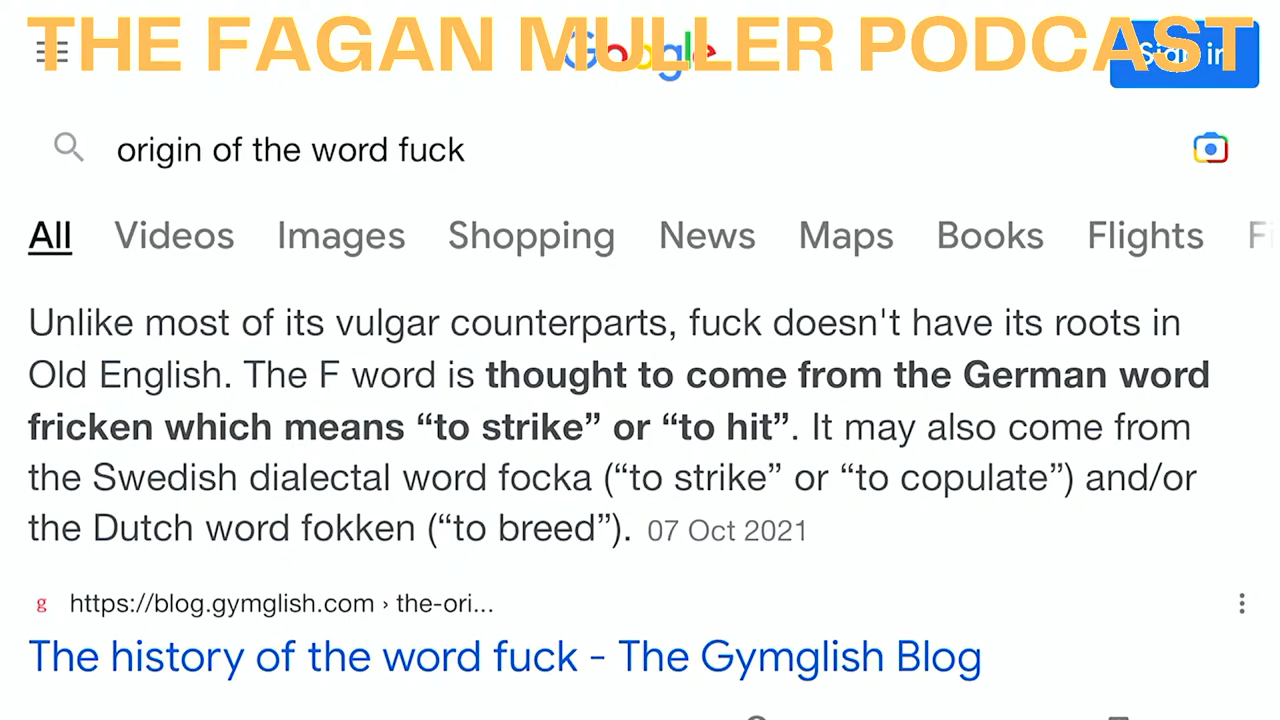 THE FAGAN MULLER PODCAST
Google
Sign in
origin of the word fuck
All Videos Images Shopping News Maps Books Flights Fi
Unlike most of its vulgar counterparts, fuck doesn't have its roots in
Old English. The F word is thought to come from the German word
fricken which means “to strike” or “to hit”. It may also come from
the Swedish dialectal word focka (“to strike” or “to copulate”) and/or
the Dutch word fokken (“to breed”). 07 Oct 2021
g https://blog.gymglish.com › the-ori...
The history of the word fuck - The Gymglish Blog